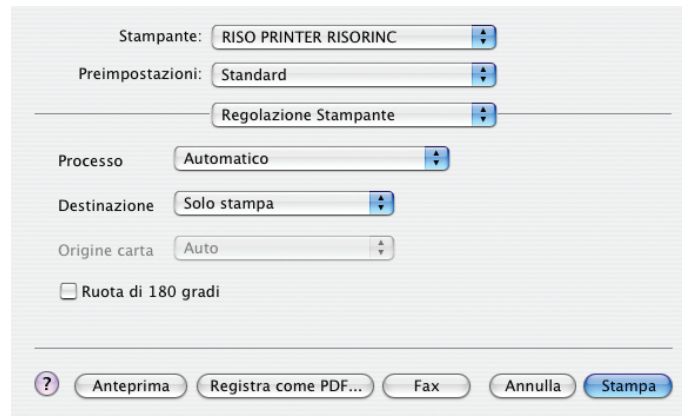 Stampante: RISO PRINTER RISORINC
Preimpostazioni: Standard
Regolazione Stampante
Processo Automatico
Destinazione Solo stampa
Origine carta Auto
Ruota di 180 gradi
? Anteprima Registra come PDF... Fax Annulla Stampa